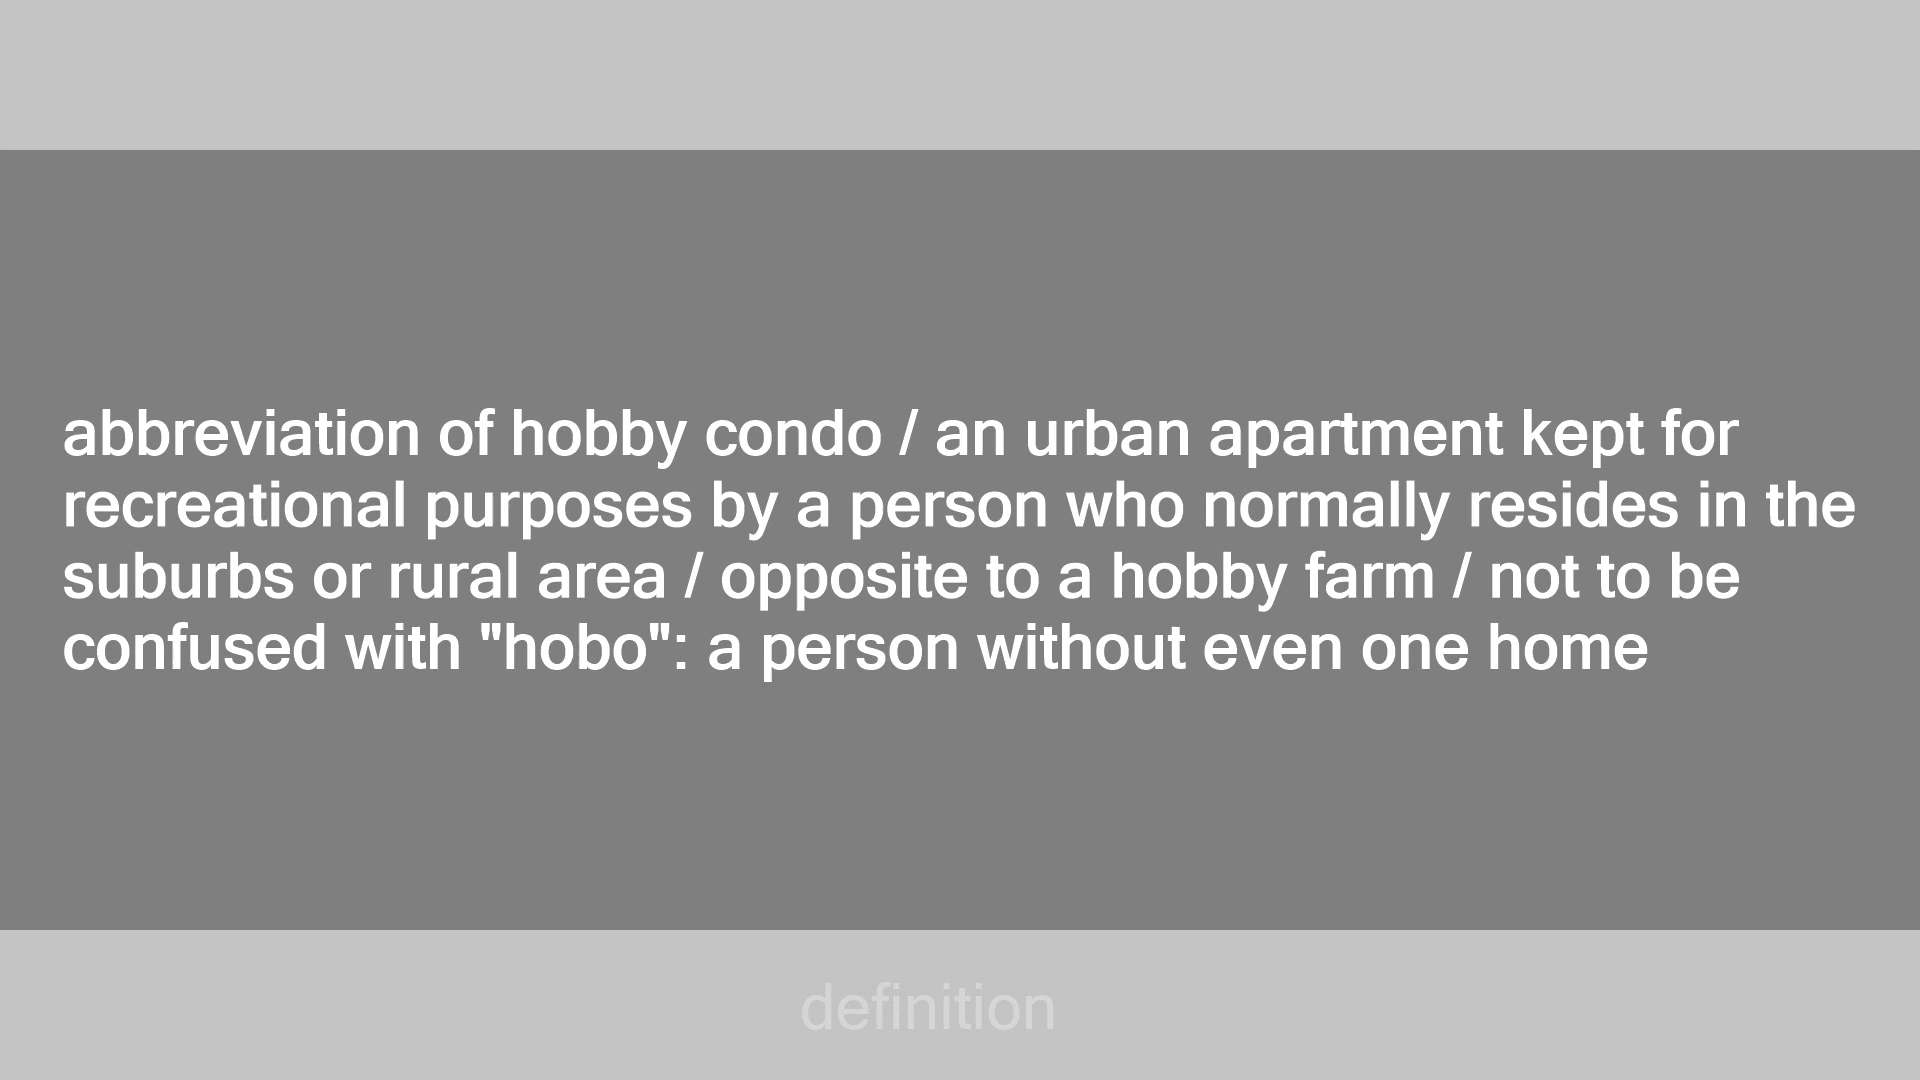 abbreviation of hobby condo / an urban apartment kept for
recreational purposes by a person who normally resides in the
suburbs or rural area / opposite to a hobby farm / not to be
confused with "hobo": a person without even one home
definition